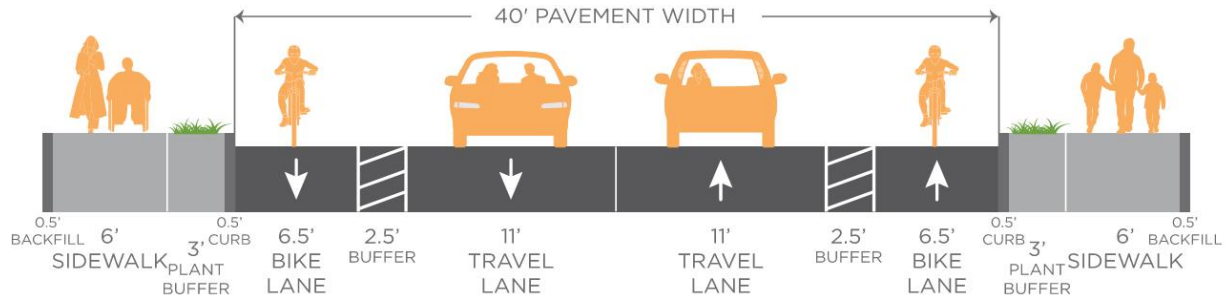 40' PAVEMENT WIDTH
0.5'
BACKFILL
6'
SIDEWALK
3'
PLANT
BUFFER
0.5'
CURB
6.5'
BIKE
LANE
2.5'
BUFFER
11'
TRAVEL
LANE
11'
TRAVEL
LANE
2.5'
BUFFER
6.5'
BIKE
LANE
0.5'
CURB
3'
PLANT
BUFFER
6'
SIDEWALK
0.5'
BACKFILL